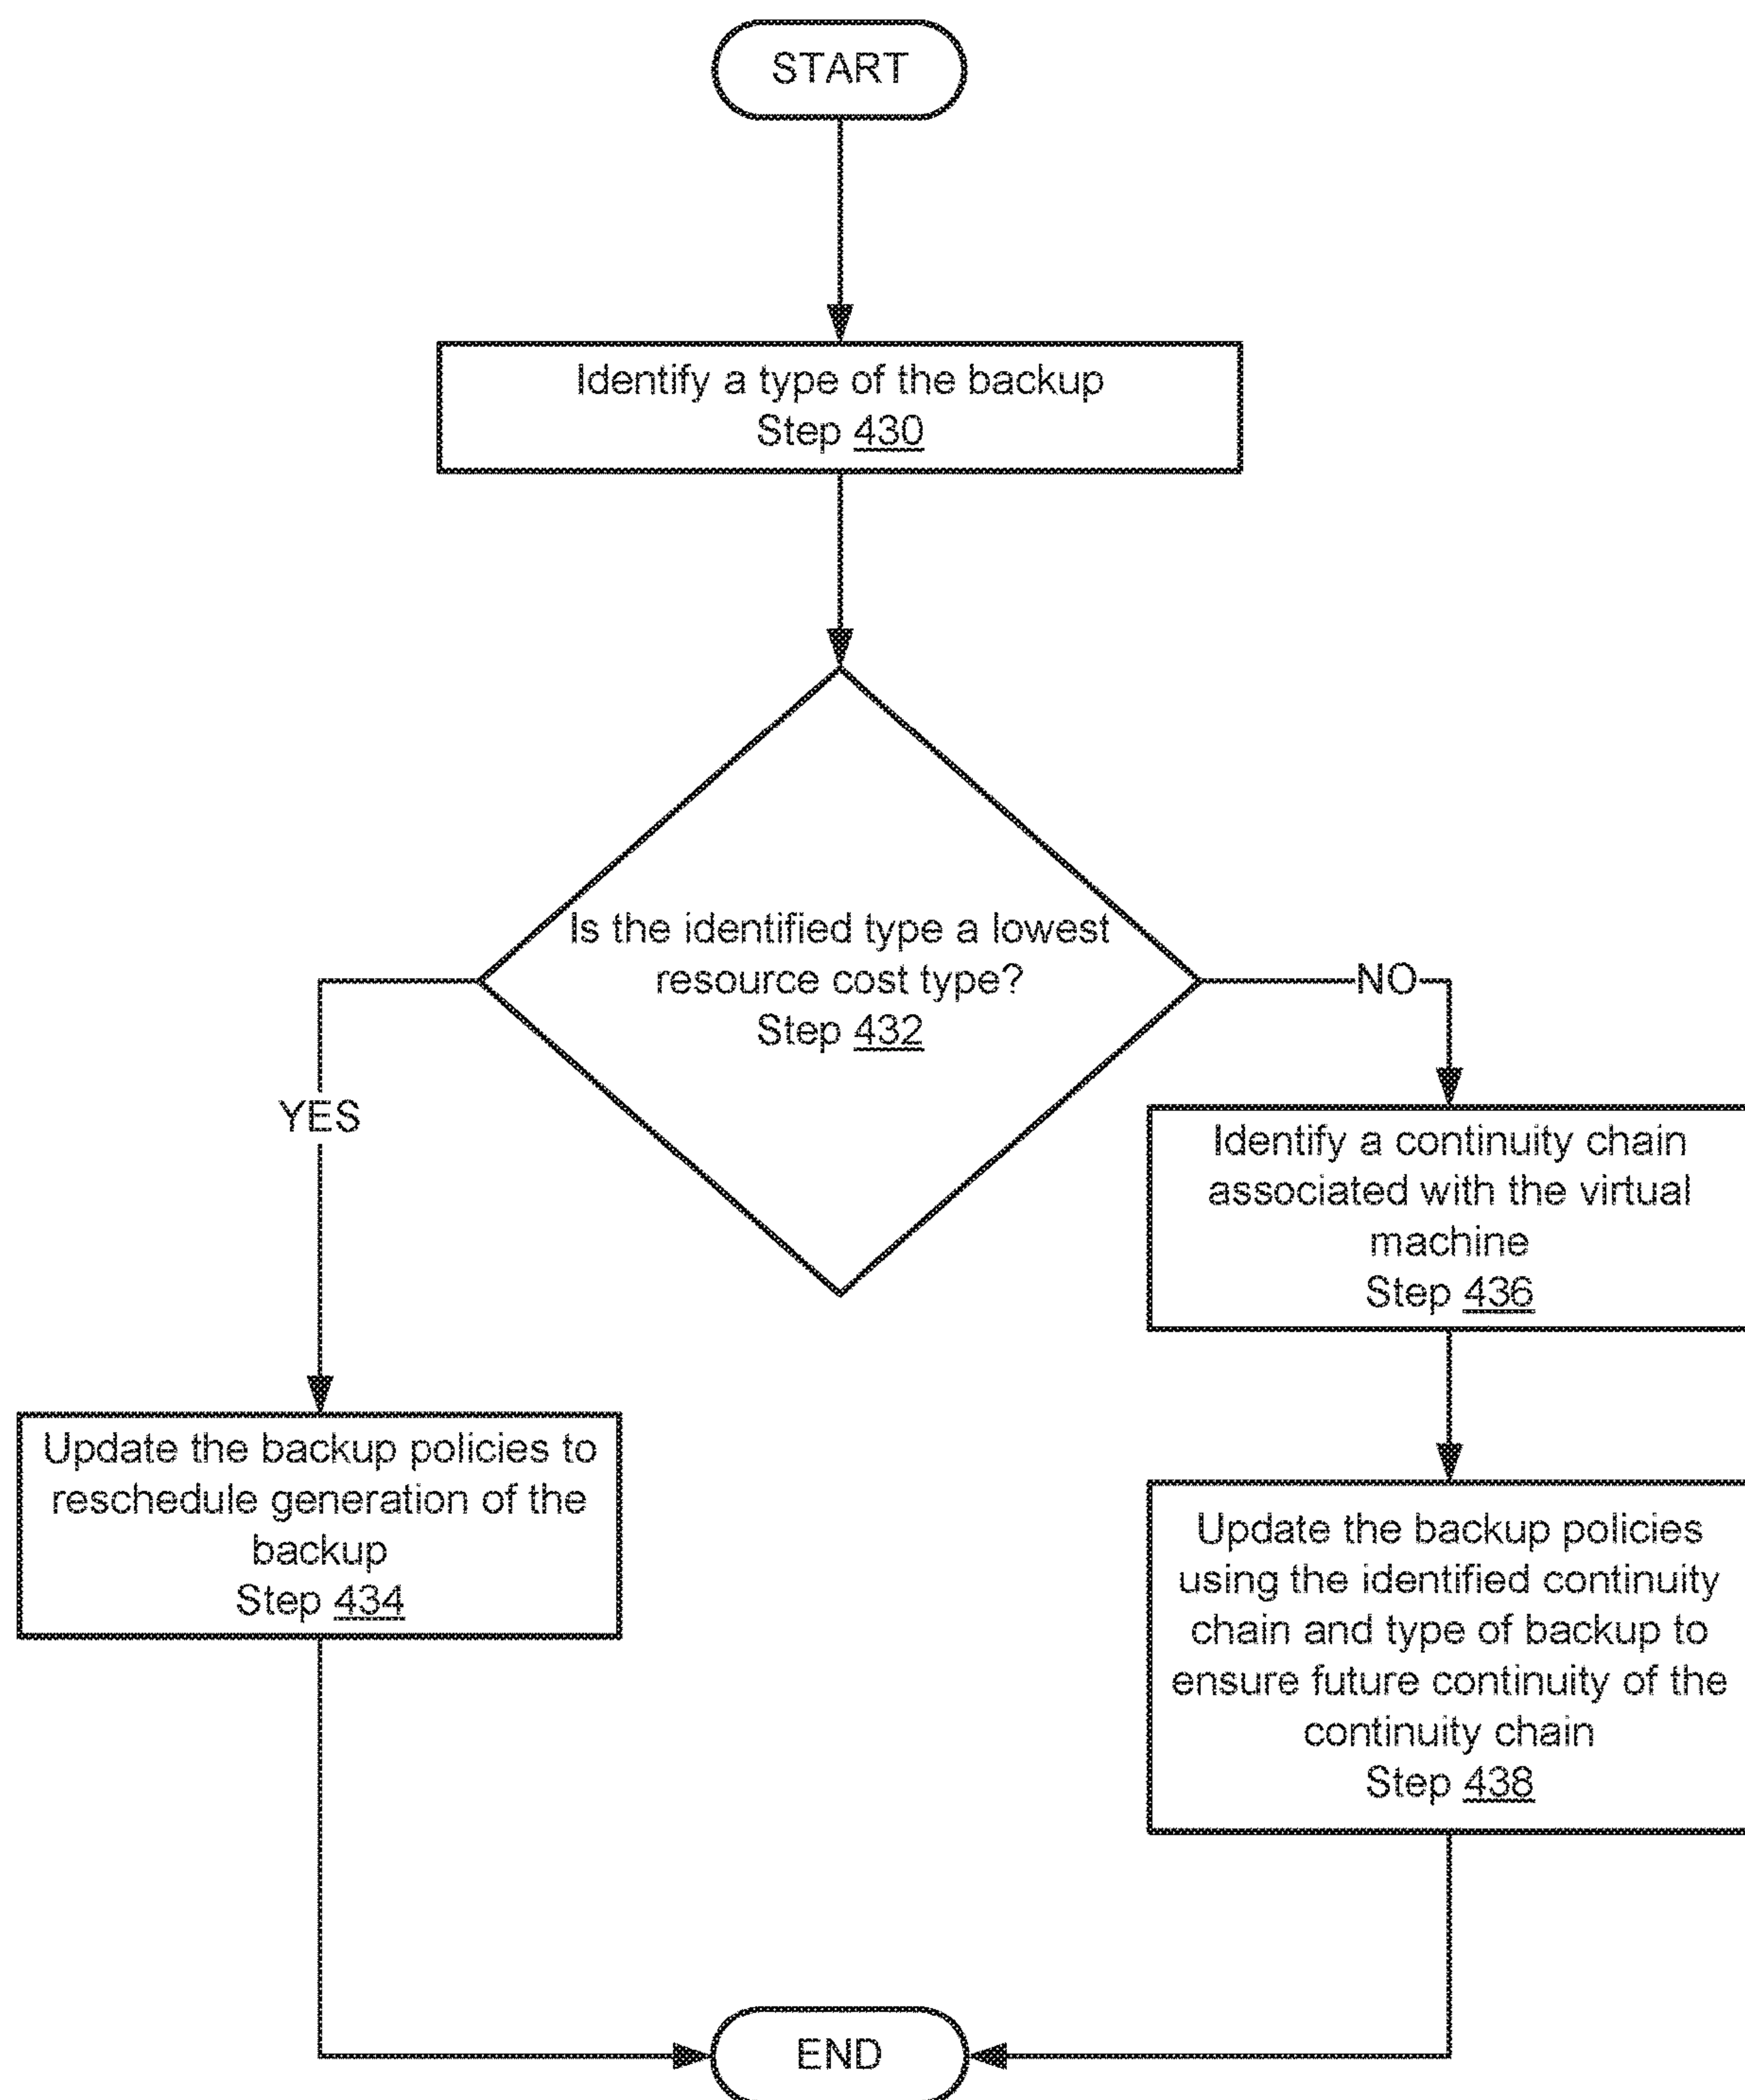 START
Identify a type of the backup
Step 430
Is the identified type a lowest
resource cost type?
Step 432
NO
YES
Identify a continuity chain
associated with the virtual
machine
Step 436
Update the backup policies to
reschedule generation of the
backup
Step 434
Update the backup policies
using the identified continuity
chain and type of backup to
ensure future continuity of the
continuity chain
Step 438
END